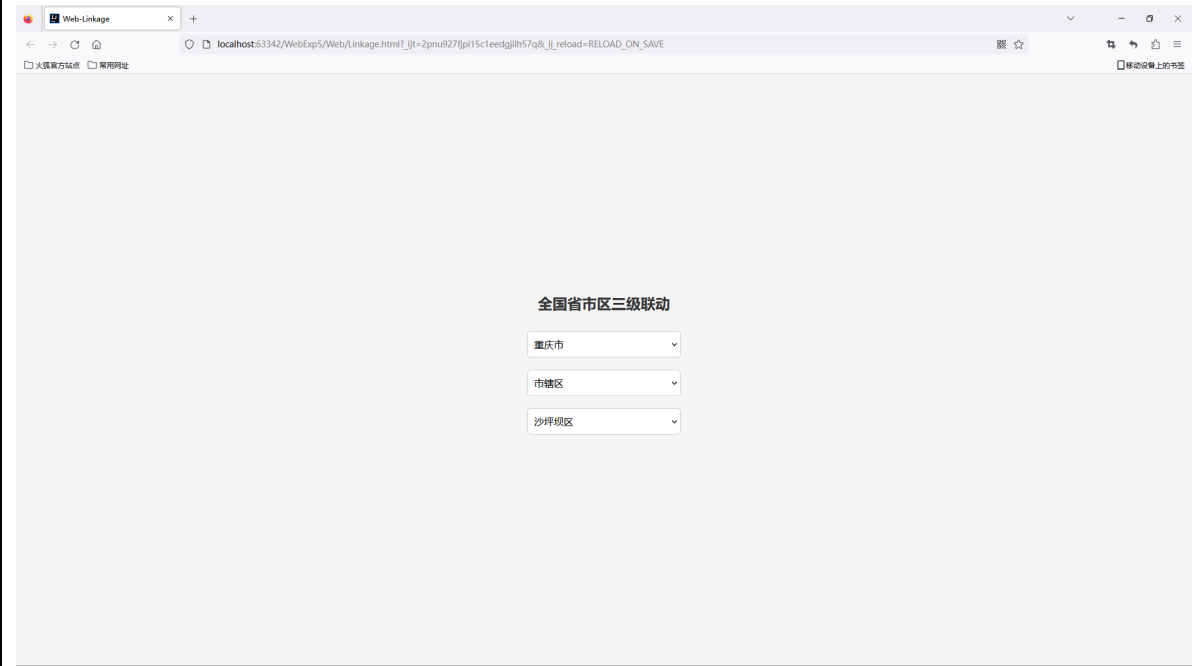 Web-Linkage
localhost:63342/WebExp5/Web/Linkage.html?_ijt=2pnu927fjpl15c1eedgjilh57q&_ij_reload=RELOAD_ON_SAVE
火狐官方站点 常用网址 移动设备上的书签
全国省市区三级联动
重庆市
市辖区
沙坪坝区